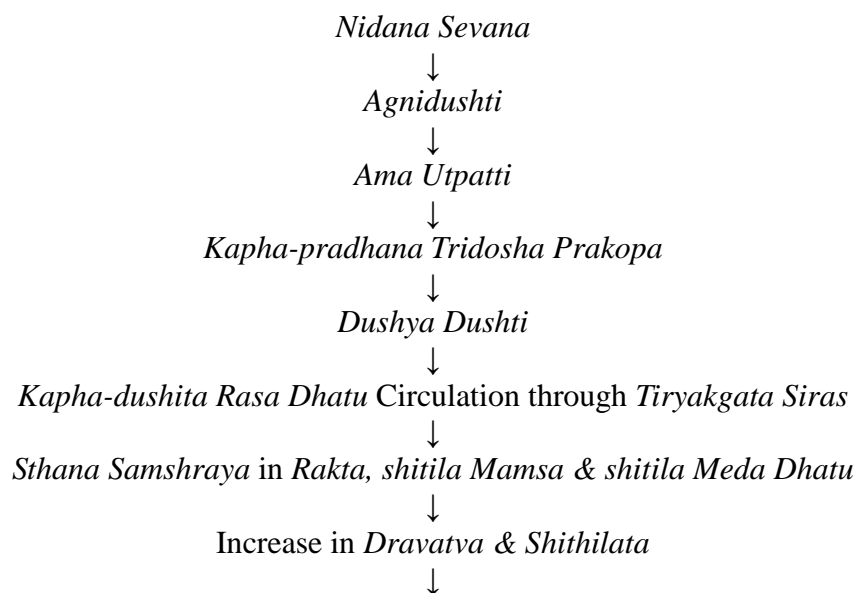 Nidana Sevana
↓
Agnidushti
↓
Ama Utpatti
↓
Kapha-pradhana Tridosha Prakopa
↓
Dushya Dushti
↓
Kapha-dushita Rasa Dhatu Circulation through Tiryakgata Siras
↓
Sthana Samshraya in Rakta, shitila Mamsa & shitila Meda Dhatu
↓
Increase in Dravatva & Shithilata
↓